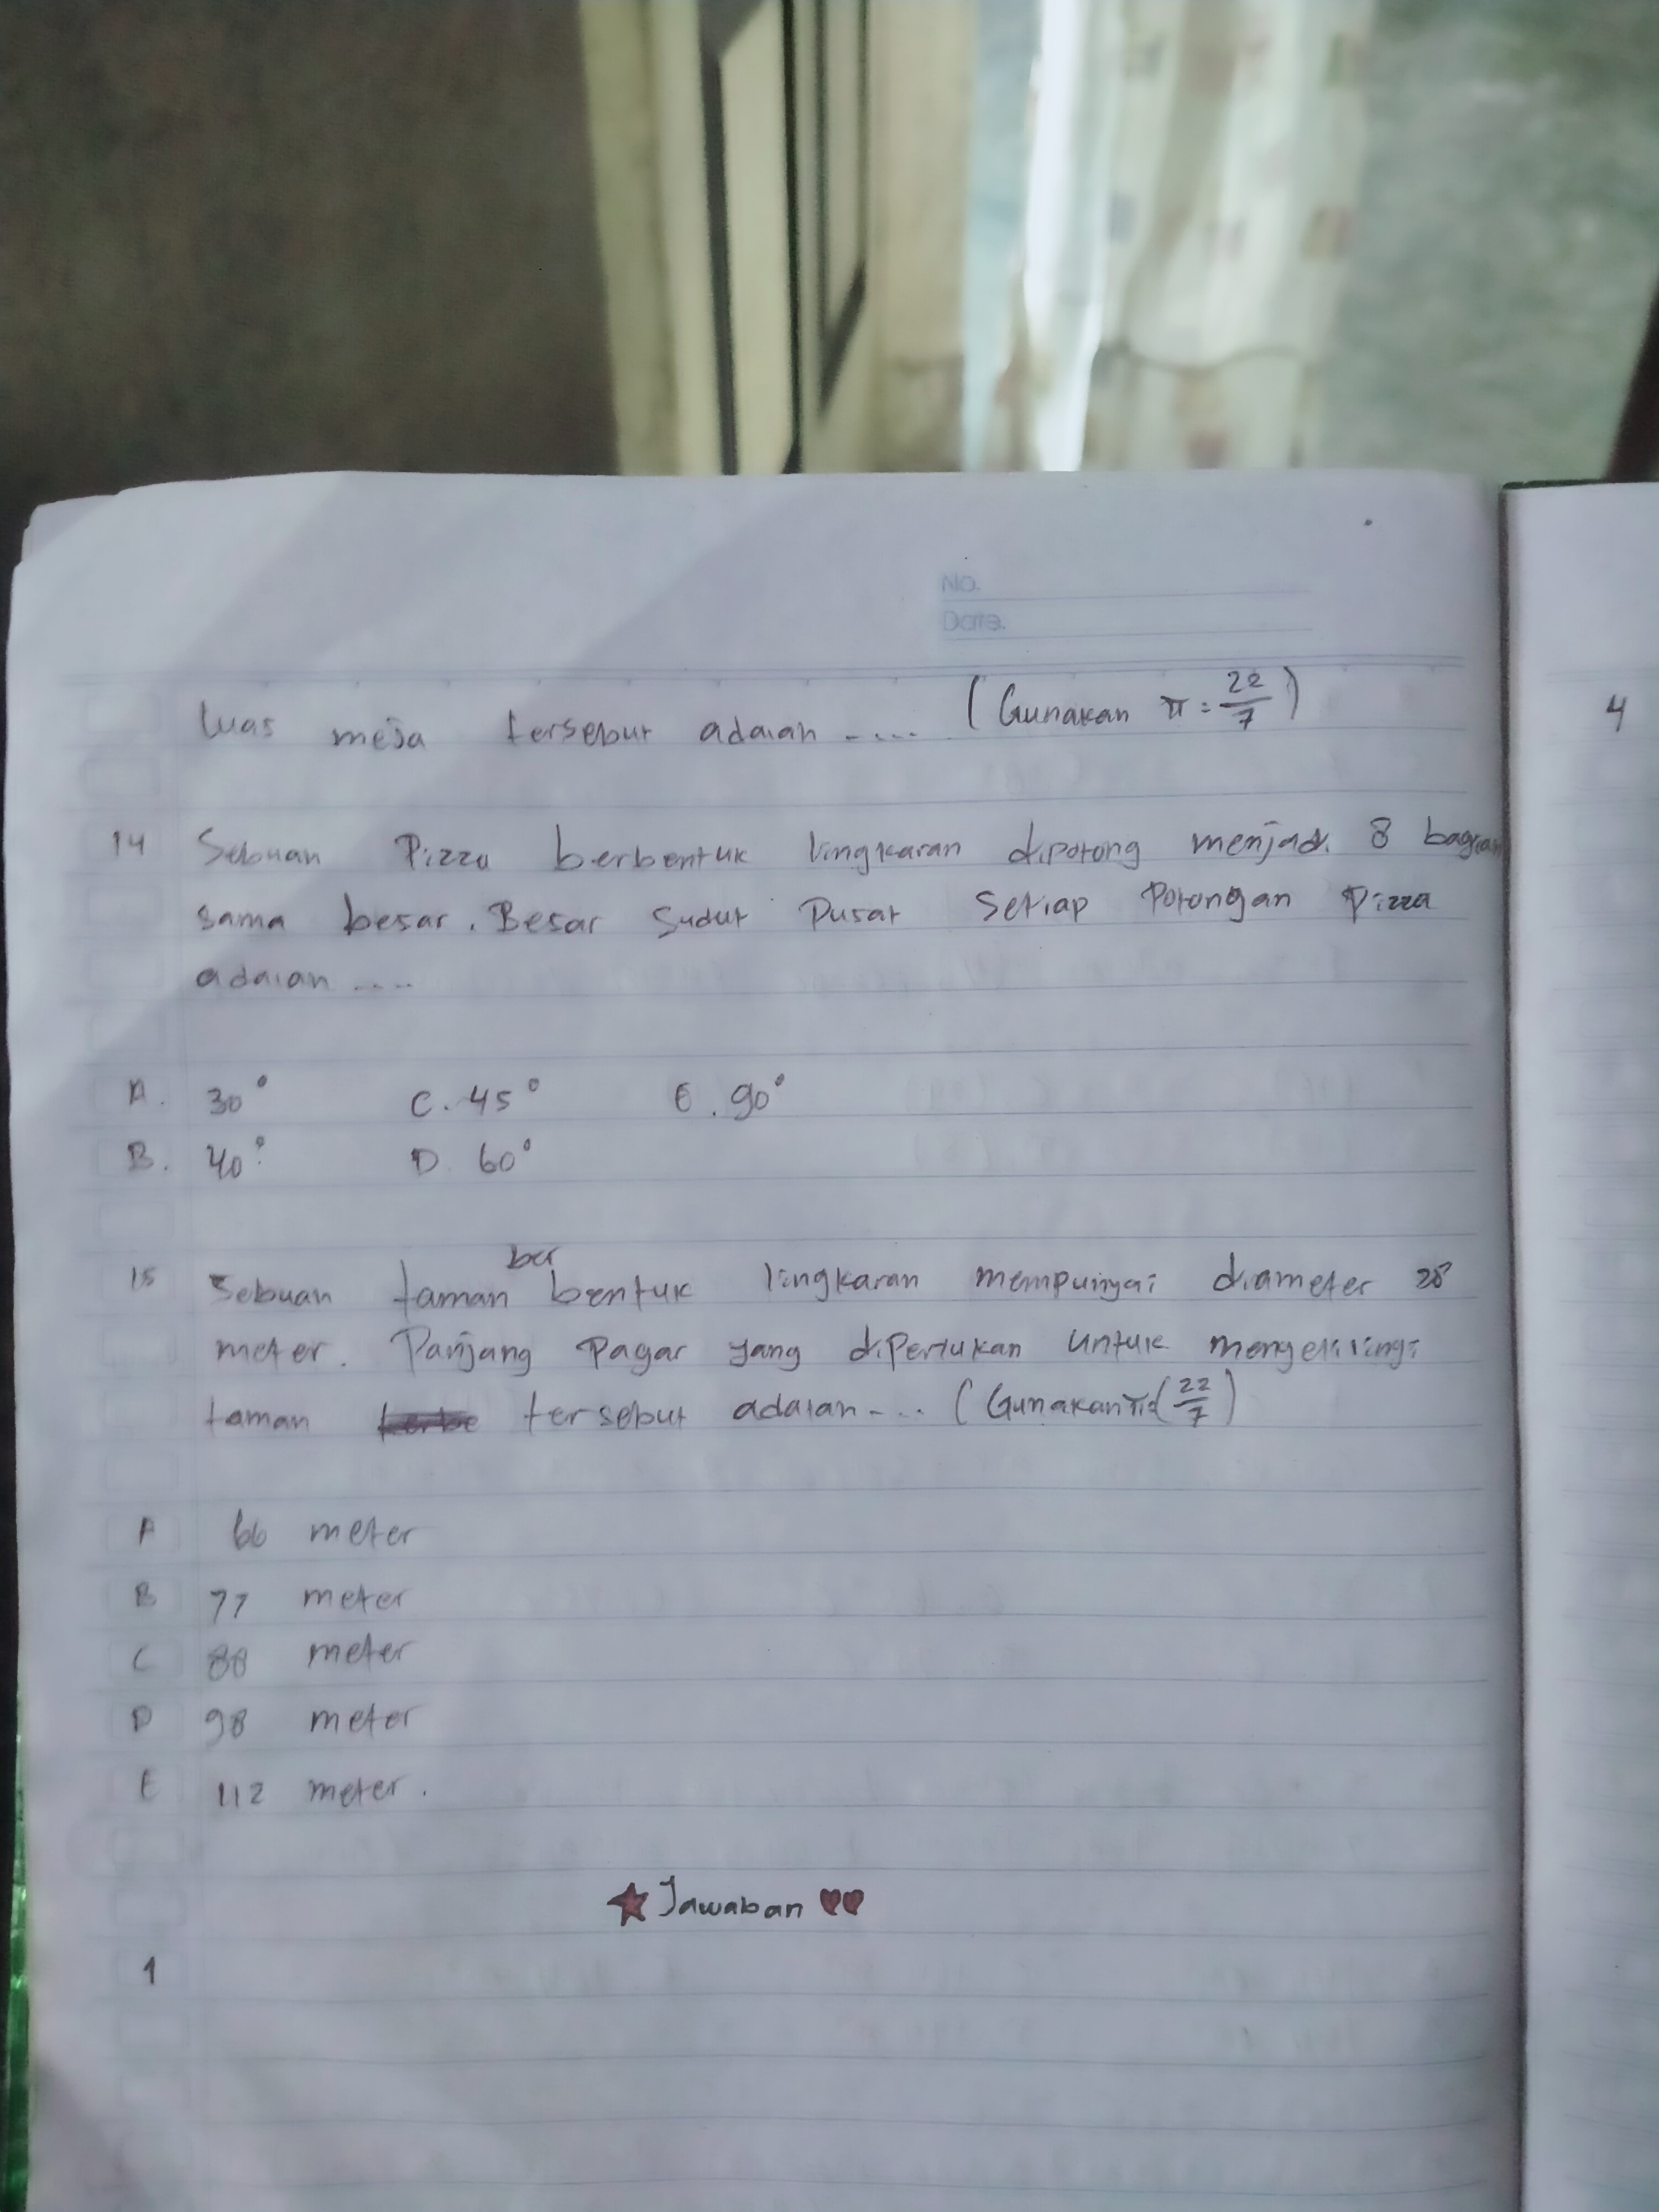 No.
Date.
luas meja tersebut adalah ..... (Gunakan π = 22/7)
4
14 Sebuah Pizza berbentuk lingkaran dipotong menjadi 8 bagian
sama besar. Besar sudut Pusat Setiap Potongan Pizza
adalah ....
A. 30° C. 45° E. 90°
B. 40° D. 60°
15 Sebuah taman berbentuk lingkaran mempunyai diameter 28
meter. Panjang Pagar yang diperlukan untuk mengelilingi
taman tersebut adalah .... (Gunakan π = (22/7)
A 66 meter
B 77 meter
C 88 meter
D 98 meter
E 112 meter.
★ Jawaban ♥♥
1